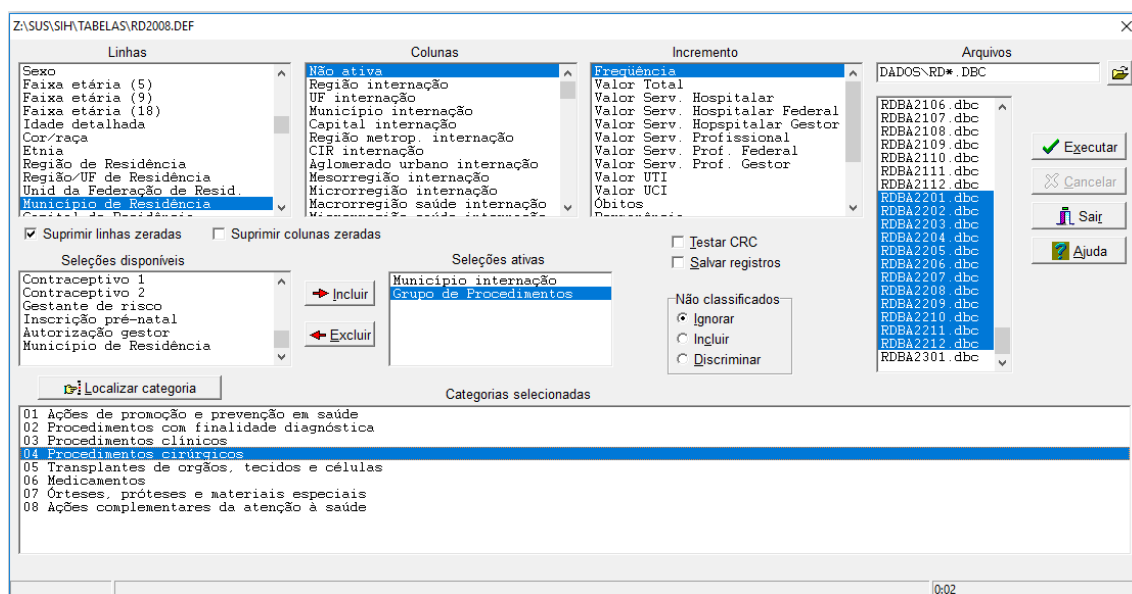 Z:\SUS\SIH\TABELAS\RD2008.DEF
Linhas
Sexo
Faixa etária (5)
Faixa etária (9)
Faixa etária (18)
Idade detalhada
Cor/raça
Etnia
Região de Residência
Região/UF de Residência
Unid da Federação de Resid.
Município de Residência
Colunas
Não ativa
Região internação
UF internação
Município internação
Capital internação
Região metrop. internação
CIR internação
Aglomerado urbano internação
Mesorregião internação
Microrregião internação
Macrorregião saúde internação
Incremento
Freqüência
Valor Total
Valor Serv. Hospitalar
Valor Serv. Hospitalar Federal
Valor Serv. Hopspitalar Gestor
Valor Serv. Profissional
Valor Serv. Prof. Federal
Valor Serv. Prof. Gestor
Valor UTI
Valor UCI
Óbitos
Arquivos
DADOS\RD*.DBC
RDBA2106.dbc
RDBA2107.dbc
RDBA2108.dbc
RDBA2109.dbc
RDBA2110.dbc
RDBA2111.dbc
RDBA2112.dbc
RDBA2201.dbc
RDBA2202.dbc
RDBA2203.dbc
RDBA2204.dbc
RDBA2205.dbc
RDBA2206.dbc
RDBA2207.dbc
RDBA2208.dbc
RDBA2209.dbc
RDBA2210.dbc
RDBA2211.dbc
RDBA2212.dbc
RDBA2301.dbc
Executar
Cancelar
Sair
Ajuda
Suprimir linhas zeradas
Suprimir colunas zeradas
Testar CRC
Salvar registros
Seleções disponíveis
Contraceptivo 1
Contraceptivo 2
Gestante de risco
Inscrição pré-natal
Autorização gestor
Município de Residência
Incluir
Excluir
Seleções ativas
Município internação
Grupo de Procedimentos
Não classificados
Ignorar
Incluir
Discriminar
Localizar categoria
Categorias selecionadas
01 Ações de promoção e prevenção em saúde
02 Procedimentos com finalidade diagnóstica
03 Procedimentos clínicos
04 Procedimentos cirúrgicos
05 Transplantes de orgãos, tecidos e células
06 Medicamentos
07 Órteses, próteses e materiais especiais
08 Ações complementares da atenção à saúde
0:02